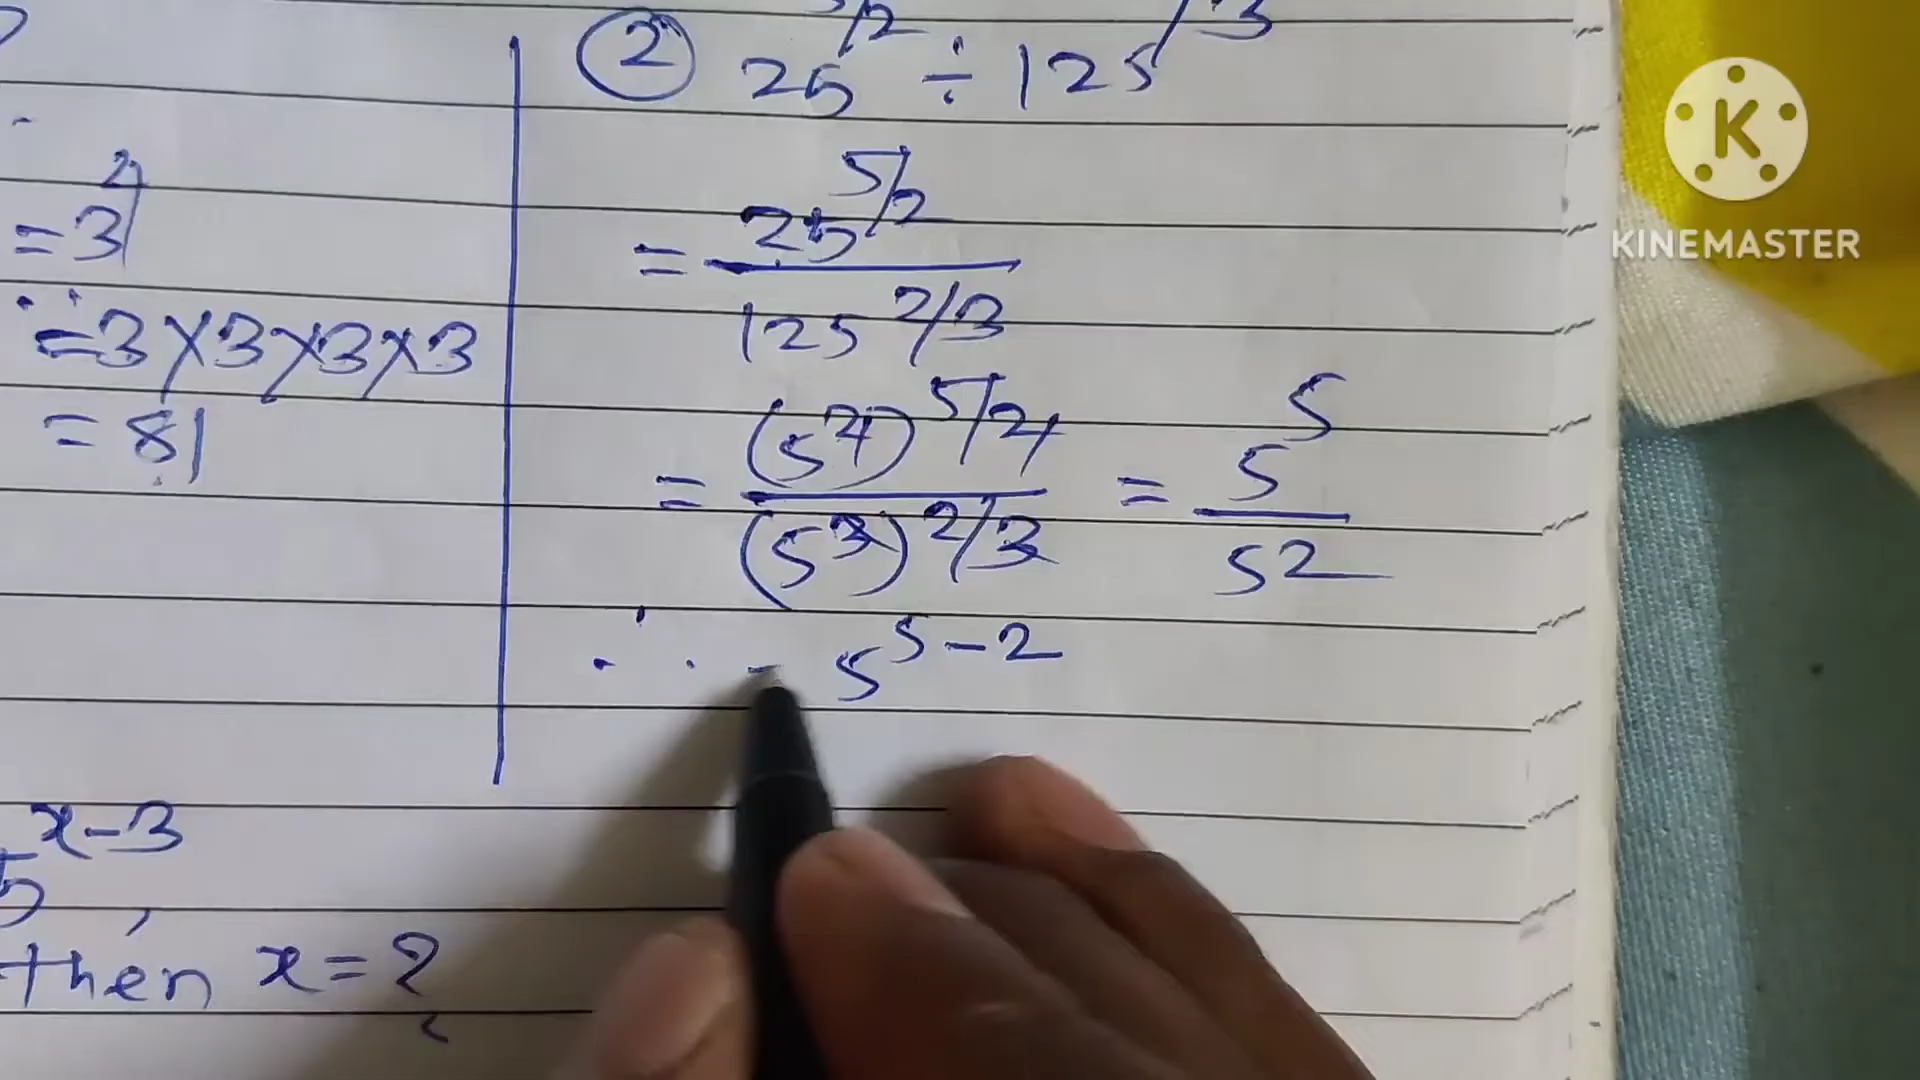 ② 25^5/2 ÷ 125^2/3
= 3^4
= 3×3×3×3
= 81
= 25^5/2
125^2/3
= (5^2)^5/2 = 5^5
(5^3)^2/3 5^2
∴ = 5^5-2
5^x-3,
then x=?
K
KINEMASTER